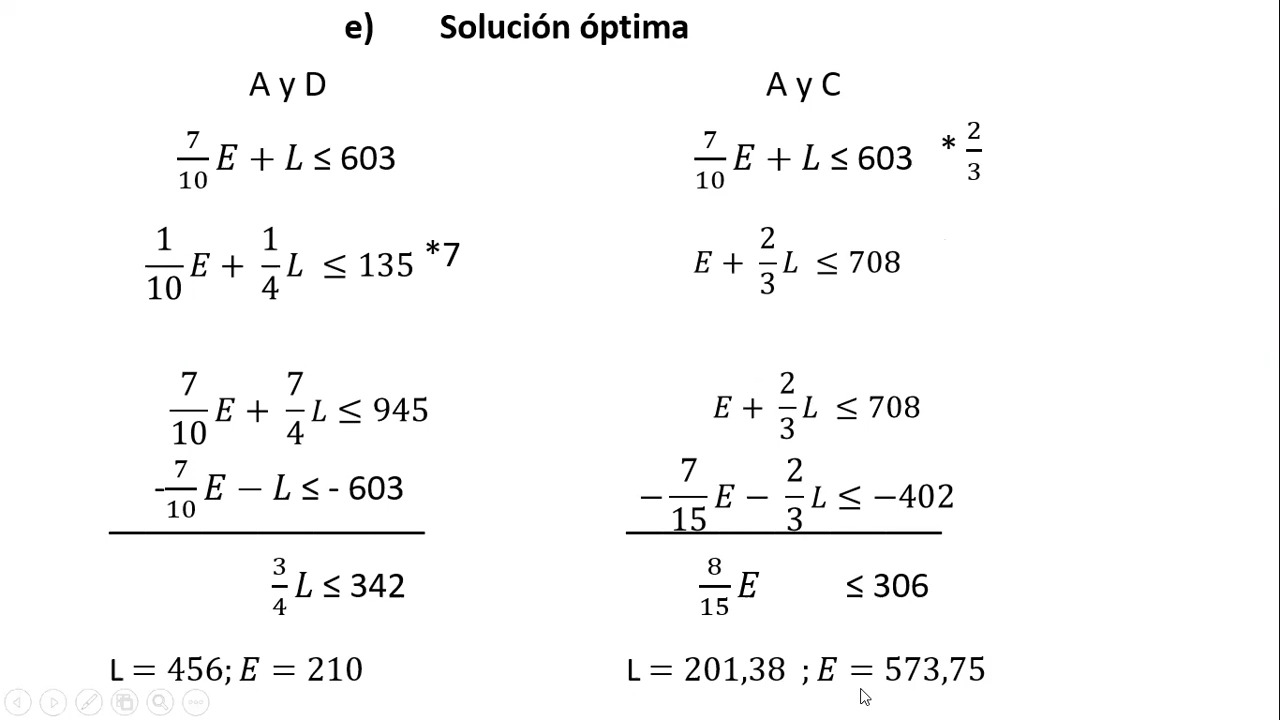 e) Solución óptima
A y D
7/10 E + L ≤ 603
1/10 E + 1/4 L ≤ 135 *7
7/10 E + 7/4 L ≤ 945
-7/10 E − L ≤ - 603
3/4 L ≤ 342
L = 456; E = 210
A y C
7/10 E + L ≤ 603 * 2/3
E + 2/3 L ≤ 708
E + 2/3 L ≤ 708
−7/15 E − 2/3 L ≤ −402
8/15 E ≤ 306
L = 201,38 ; E = 573,75